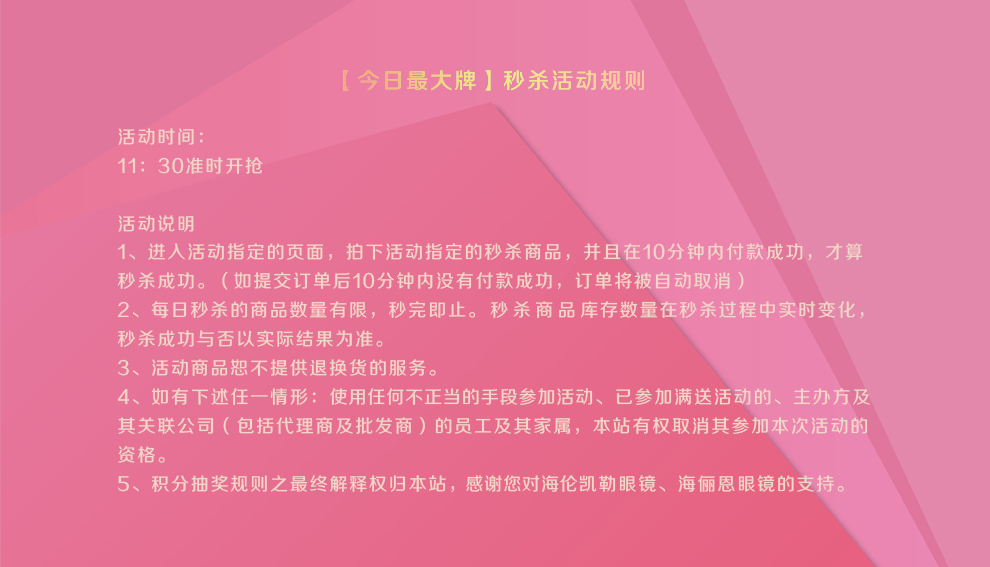 【今日最大牌】秒杀活动规则
活动时间：
11：30准时开抢
活动说明
1、进入活动指定的页面，拍下活动指定的秒杀商品，并且在10分钟内付款成功，才算
秒杀成功。（如提交订单后10分钟内没有付款成功，订单将被自动取消）
2、每日秒杀的商品数量有限，秒完即止。秒杀商品库存数量在秒杀过程中实时变化，
秒杀成功与否以实际结果为准。
3、活动商品恕不提供退换货的服务。
4、如有下述任一情形：使用任何不正当的手段参加活动、已参加满送活动的、主办方及
其关联公司（包括代理商及批发商）的员工及其家属，本站有权取消其参加本次活动的
资格。
5、积分抽奖规则之最终解释权归本站，感谢您对海伦凯勒眼镜、海俪恩眼镜的支持。